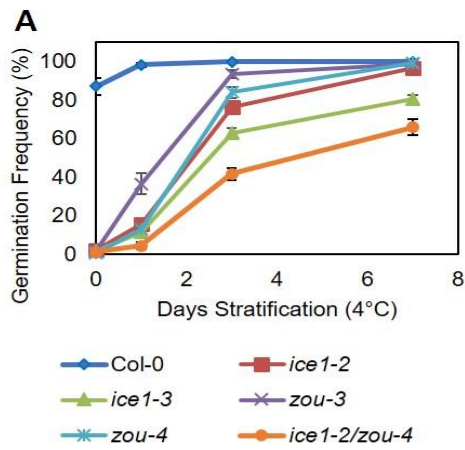 A
Germination Frequency (%)
100
80
60
40
20
0
0 2 4 6 8
Days Stratification (4°C)
Col-0 ice1-2
ice1-3 zou-3
zou-4 ice1-2/zou-4